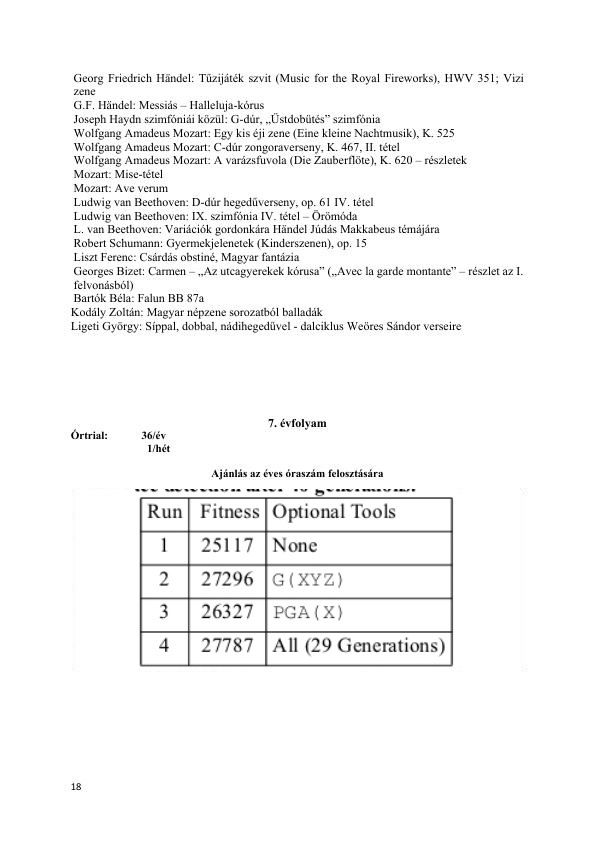 Georg Friedrich Händel: Tűzijáték szvit (Music for the Royal Fireworks), HWV 351; Vizi
zene
G.F. Händel: Messiás – Halleluja-kórus
Joseph Haydn szimfóniái közül: G-dúr, „Üstdobütés” szimfónia
Wolfgang Amadeus Mozart: Egy kis éji zene (Eine kleine Nachtmusik), K. 525
Wolfgang Amadeus Mozart: C-dúr zongoraverseny, K. 467, II. tétel
Wolfgang Amadeus Mozart: A varázsfuvola (Die Zauberflöte), K. 620 – részletek
Mozart: Mise-tétel
Mozart: Ave verum
Ludwig van Beethoven: D-dúr hegedűverseny, op. 61 IV. tétel
Ludwig van Beethoven: IX. szimfónia IV. tétel – Örömóda
L. van Beethoven: Variációk gordonkára Händel Júdás Makkabeus témájára
Robert Schumann: Gyermekjelenetek (Kinderszenen), op. 15
Liszt Ferenc: Csárdás obstiné, Magyar fantázia
Georges Bizet: Carmen – „Az utcagyerekek kórusa” („Avec la garde montante” – részlet az I.
felvonásból)
Bartók Béla: Falun BB 87a
Kodály Zoltán: Magyar népzene sorozatból balladák
Ligeti György: Síppal, dobbal, nádihegedűvel - dalciklus Weöres Sándor verseire
7. évfolyam
Órtrial: 36/év
1/hét
Ajánlás az éves óraszám felosztására
detection after 40 generations.
Run Fitness Optional Tools
1 25117 None
2 27296 G(XYZ)
3 26327 PGA(X)
4 27787 All (29 Generations)
18